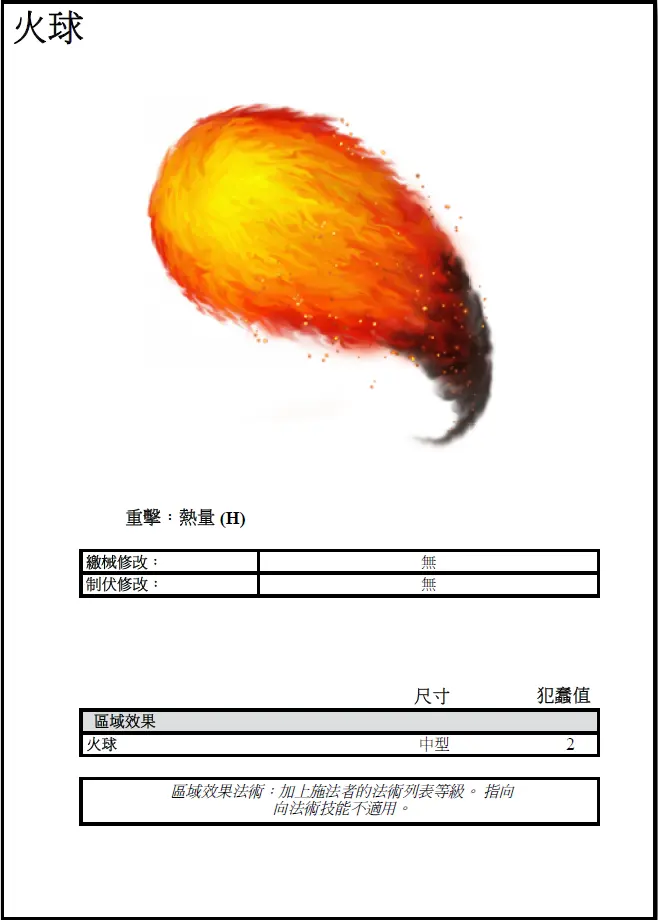 火球
重擊：熱量 (H)
繳械修改： 無
制伏修改： 無
尺寸 犯蠢值
區域效果
火球 中型 2
區域效果法術：加上施法者的法術列表等級。 指向
向法術技能不適用。